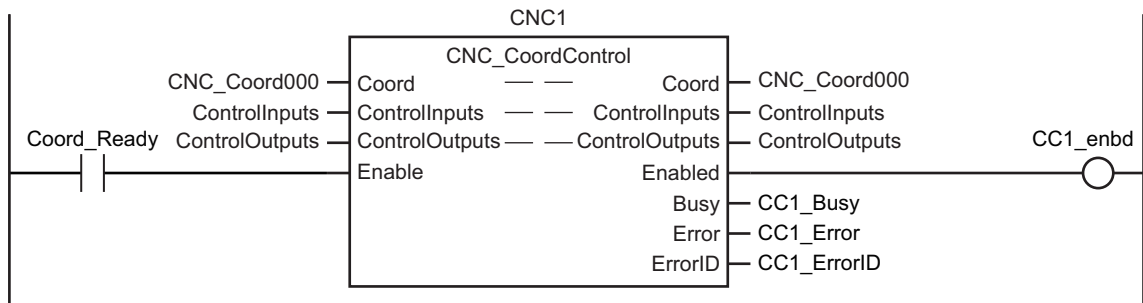 CNC1
CNC_CoordControl
CNC_Coord000 Coord Coord CNC_Coord000
ControlInputs ControlInputs ControlInputs ControlInputs
Coord_Ready ControlOutputs ControlOutputs ControlOutputs ControlOutputs CC1_enbd
Enable Enabled
Busy CC1_Busy
Error CC1_Error
ErrorID CC1_ErrorID